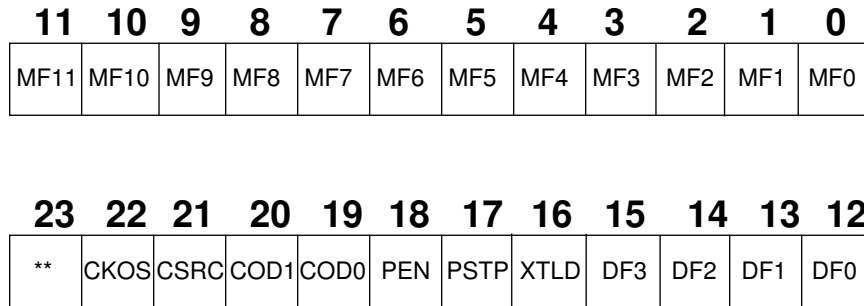 11 10 9 8 7 6 5 4 3 2 1 0
MF11 MF10 MF9 MF8 MF7 MF6 MF5 MF4 MF3 MF2 MF1 MF0
23 22 21 20 19 18 17 16 15 14 13 12
** CKOS CSRC COD1 COD0 PEN PSTP XTLD DF3 DF2 DF1 DF0